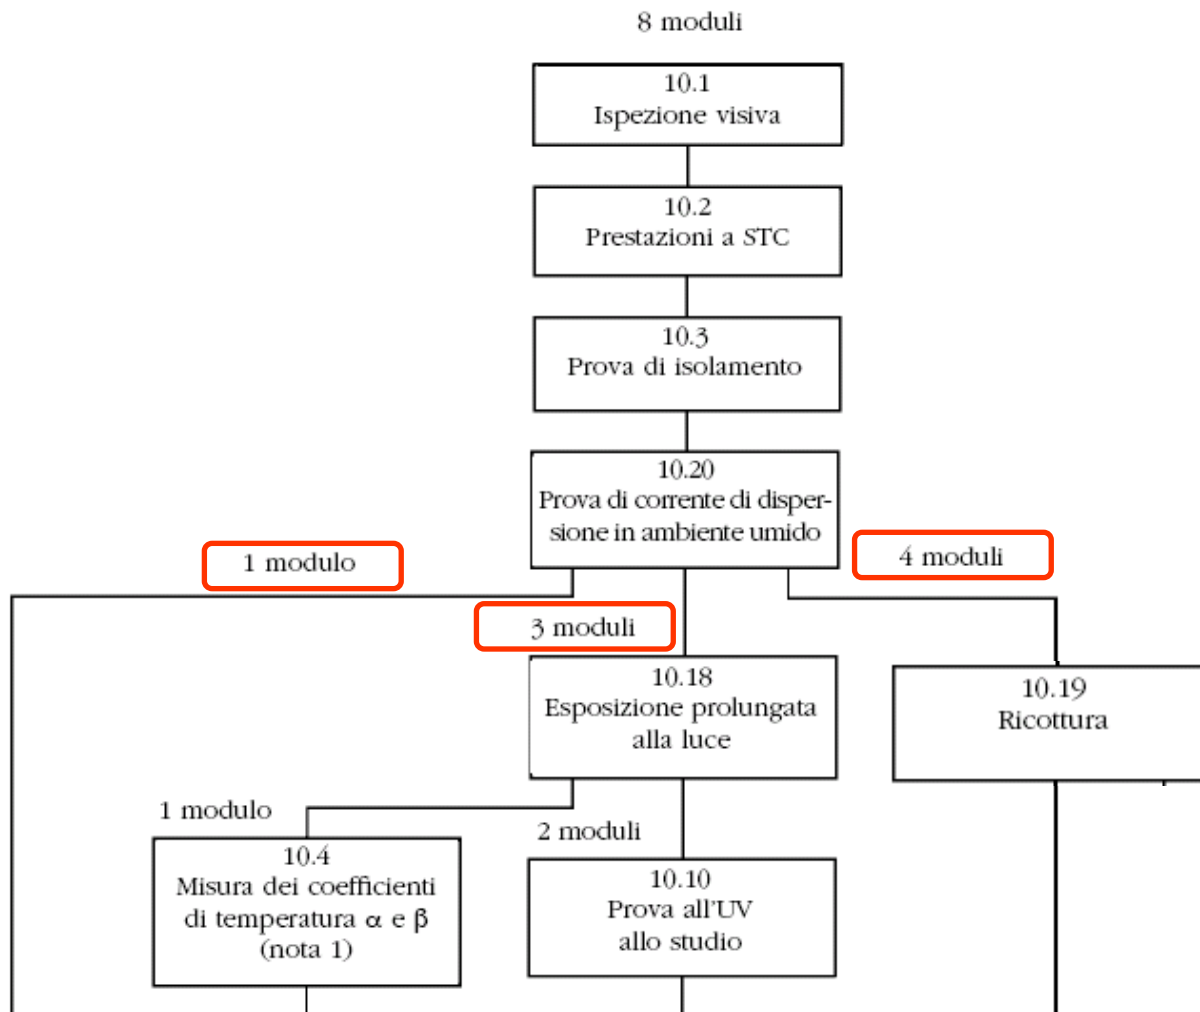 8 moduli
10.1
Ispezione visiva
10.2
Prestazioni a STC
10.3
Prova di isolamento
10.20
Prova di corrente di disper-
sione in ambiente umido
1 modulo
4 moduli
3 moduli
10.18
Esposizione prolungata
alla luce
10.19
Ricottura
1 modulo
2 moduli
10.4
Misura dei coefficienti
di temperatura α e β
(nota 1)
10.10
Prova all'UV
allo studio